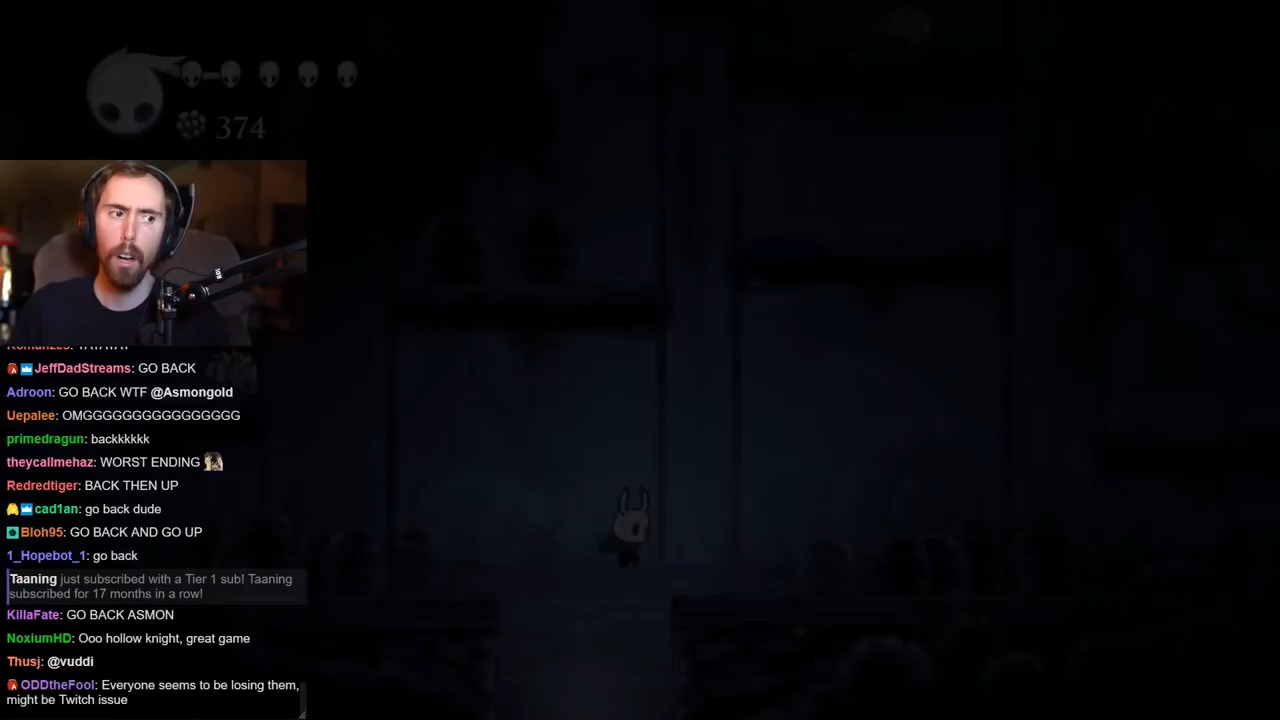 374
JeffDadStreams: GO BACK
Adroon: GO BACK WTF @Asmongold
Uepalee: OMGGGGGGGGGGGGGGGG
primedragun: backkkkkk
theycallmehaz: WORST ENDING
Redredtiger: BACK THEN UP
cad1an: go back dude
Bloh95: GO BACK AND GO UP
1_Hopebot_1: go back
Taaning just subscribed with a Tier 1 sub! Taaning
subscribed for 17 months in a row!
KillaFate: GO BACK ASMON
NoxiumHD: Ooo hollow knight, great game
Thusj: @vuddi
ODDtheFool: Everyone seems to be losing them,
might be Twitch issue